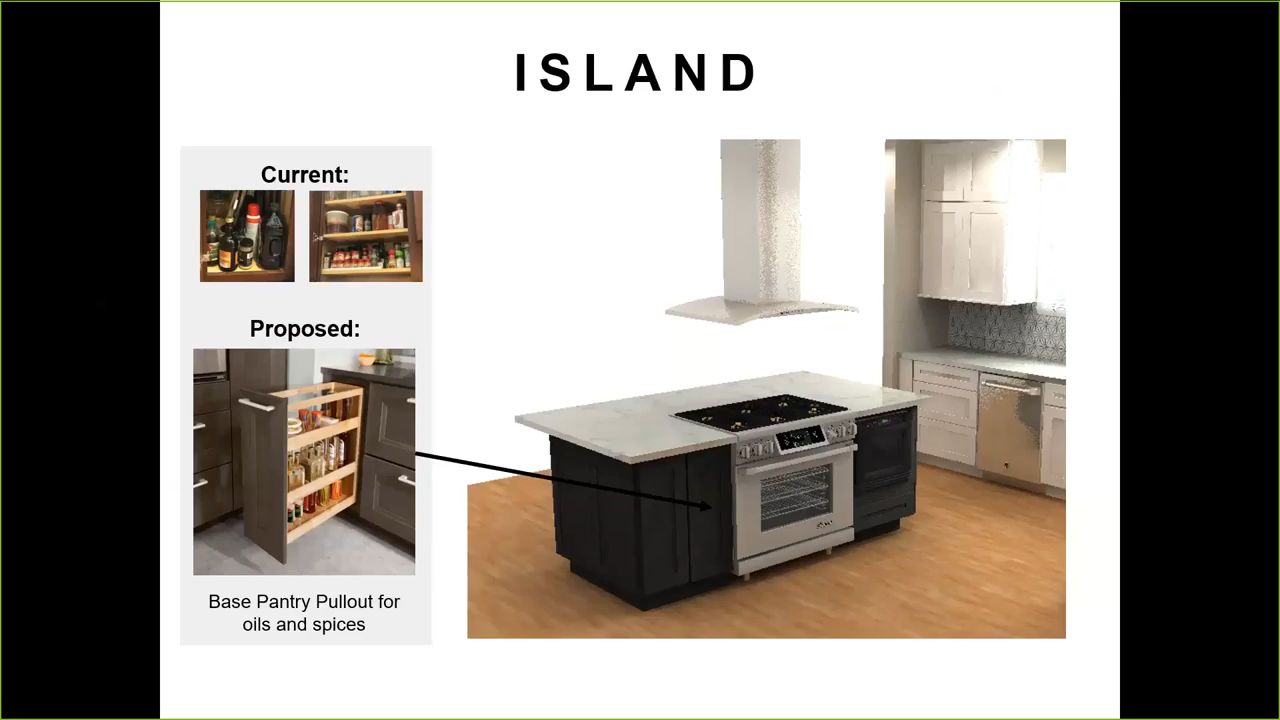 ISLAND
Current:
Proposed:
Base Pantry Pullout for
oils and spices